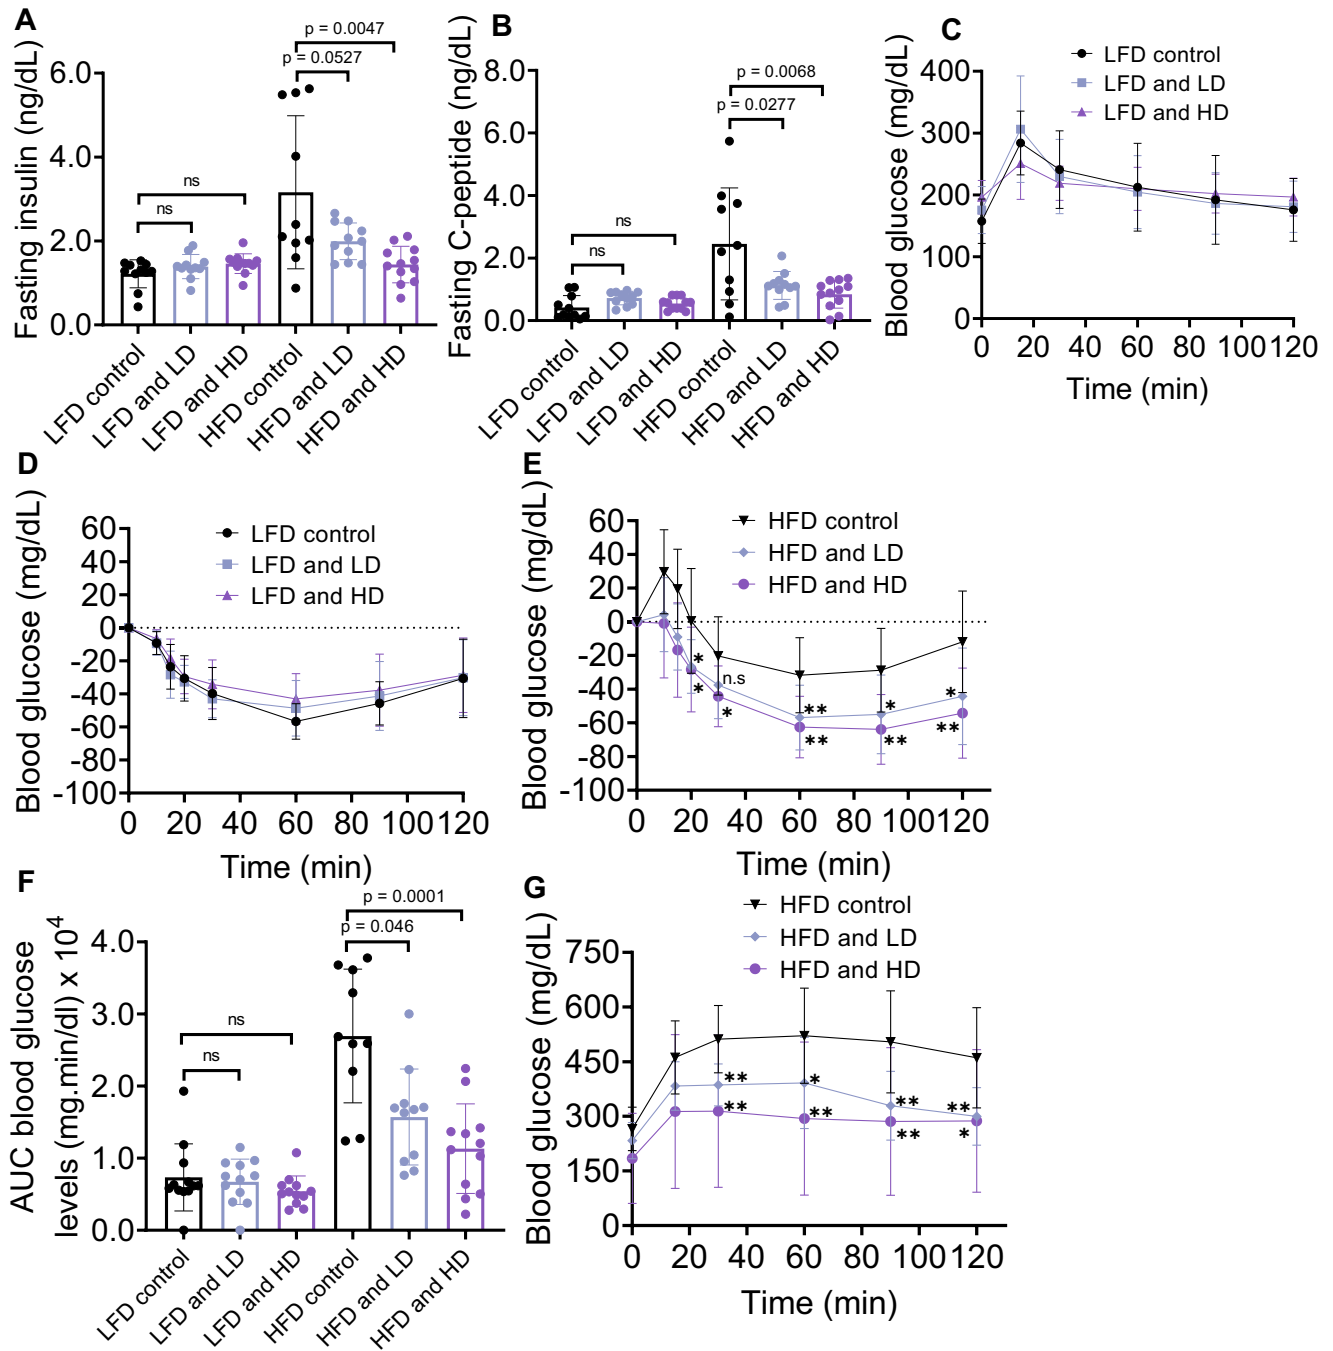 A
Fasting insulin (ng/dL)
6.0
4.0
2.0
0.0
ns
ns
p = 0.0047
p = 0.0527
LFD control
LFD and LD
LFD and HD
HFD control
HFD and LD
HFD and HD
B
Fasting C-peptide (ng/dL)
8.0
6.0
4.0
2.0
0.0
ns
ns
p = 0.0068
p = 0.0277
LFD control
LFD and LD
LFD and HD
HFD control
HFD and LD
HFD and HD
C
Blood glucose (mg/dL)
400
300
200
100
0
LFD control
LFD and LD
LFD and HD
0 20 40 60 80 100 120
Time (min)
D
Blood glucose (mg/dL)
60
40
20
0
-20
-40
-60
-80
-100
LFD control
LFD and LD
LFD and HD
0 20 40 60 80 100 120
Time (min)
E
Blood glucose (mg/dL)
60
40
20
0
-20
-40
-60
-80
-100
HFD control
HFD and LD
HFD and HD
*
*
n.s
*
**
**
*
**
*
**
0 20 40 60 80 100 120
Time (min)
F
AUC blood glucose
levels (mg.min/dl) x 10⁴
4.0
3.0
2.0
1.0
0.0
ns
ns
p = 0.0001
p = 0.046
LFD control
LFD and LD
LFD and HD
HFD control
HFD and LD
HFD and HD
G
Blood glucose (mg/dL)
750
600
450
300
150
0
HFD control
HFD and LD
HFD and HD
**
**
*
**
**
**
**
*
0 20 40 60 80 100 120
Time (min)